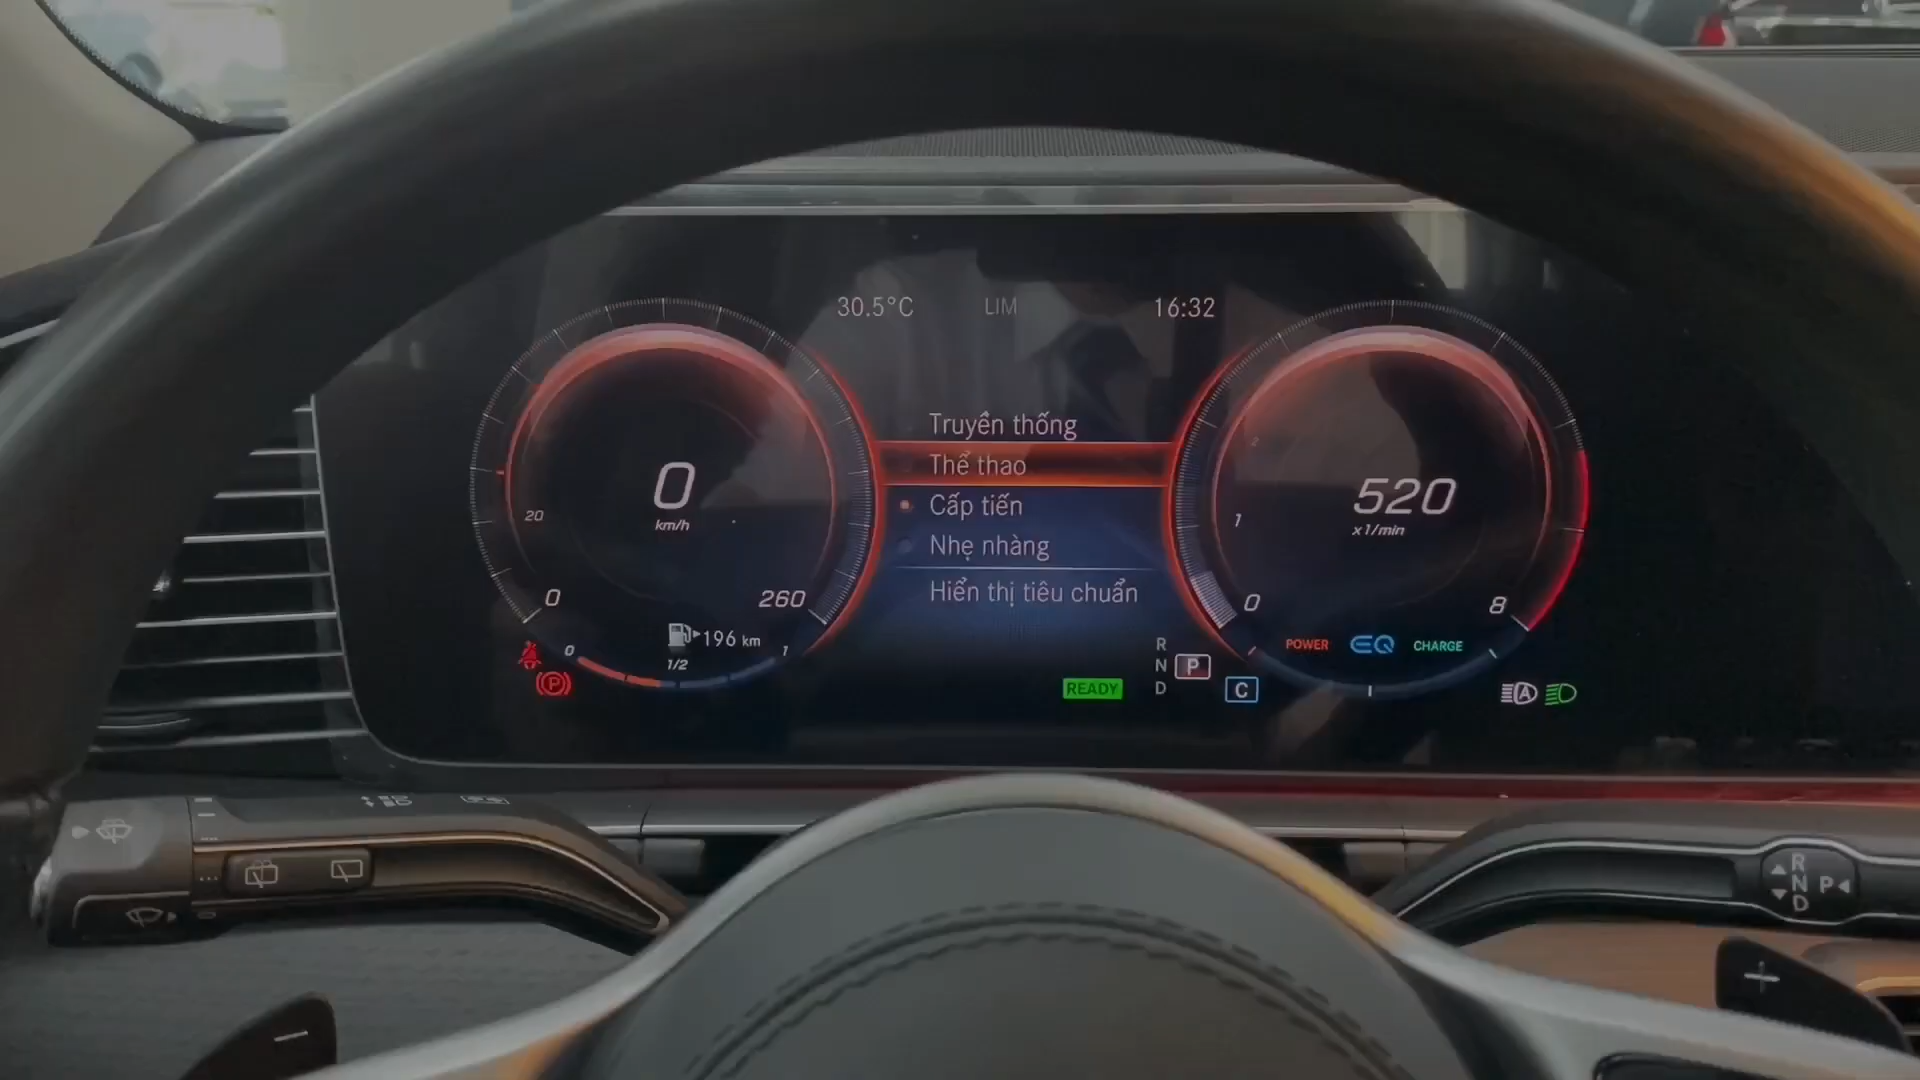 30.5°C LIM 16:32
Truyền thống
Thể thao
Cấp tiến
Nhẹ nhàng
Hiển thị tiêu chuẩn
0
km/h
20
0
260
196 km
0
1/2
1
520
x1/min
2
1
0
8
POWER EQ CHARGE
READY
R
N
D
P
C
A
P
R
N
D
P